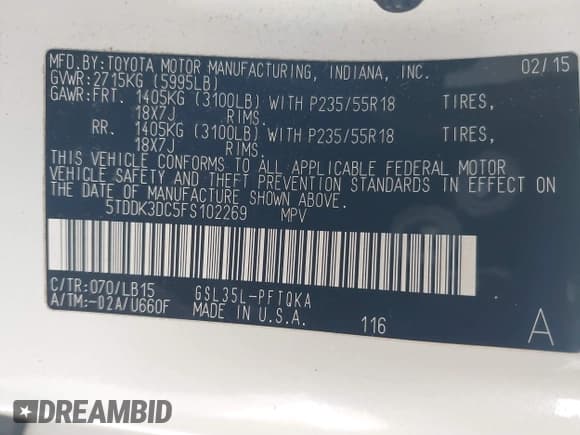 MFD.BY:TOYOTA MOTOR MANUFACTURING, INDIANA, INC. 02/15
GVWR:2715KG (5995LB)
GAWR:FRT. 1405KG (3100LB) WITH P235/55R18 TIRES,
18X7J RIMS.
RR. 1405KG (3100LB) WITH P235/55R18 TIRES,
18X7J RIMS.
THIS VEHICLE CONFORMS TO ALL APPLICABLE FEDERAL MOTOR
VEHICLE SAFETY AND THEFT PREVENTION STANDARDS IN EFFECT ON
THE DATE OF MANUFACTURE SHOWN ABOVE.
5TDDK3DC5FS102269 MPV
C/TR:070/LB15 GSL35L-PFTQKA
A/TM:-02A/U660F MADE IN U.S.A. 116 A
DREAMBID